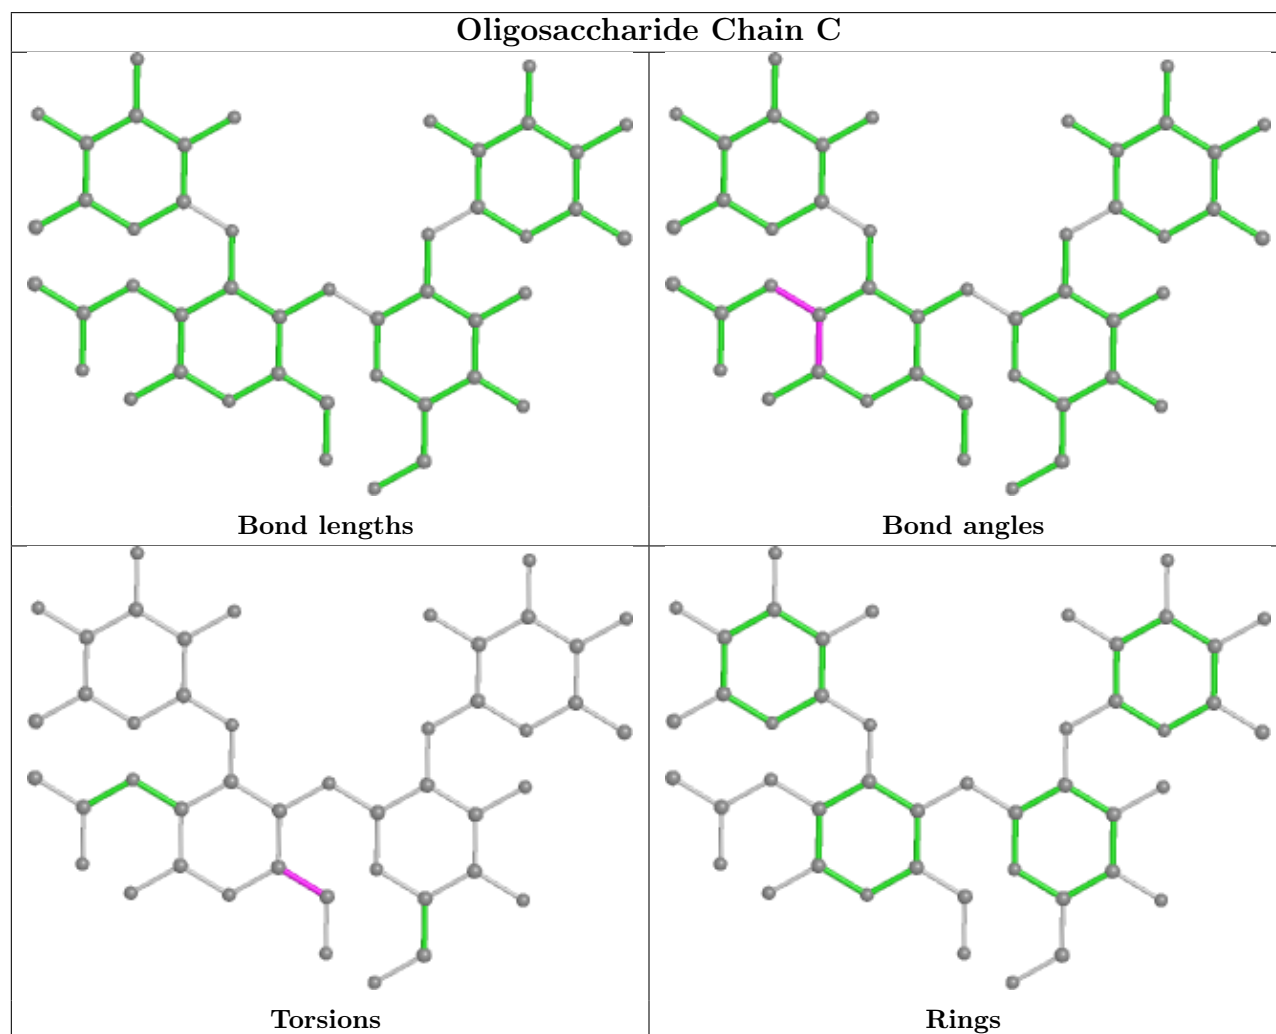 Oligosaccharide Chain C
Bond lengths
Bond angles
Torsions
Rings